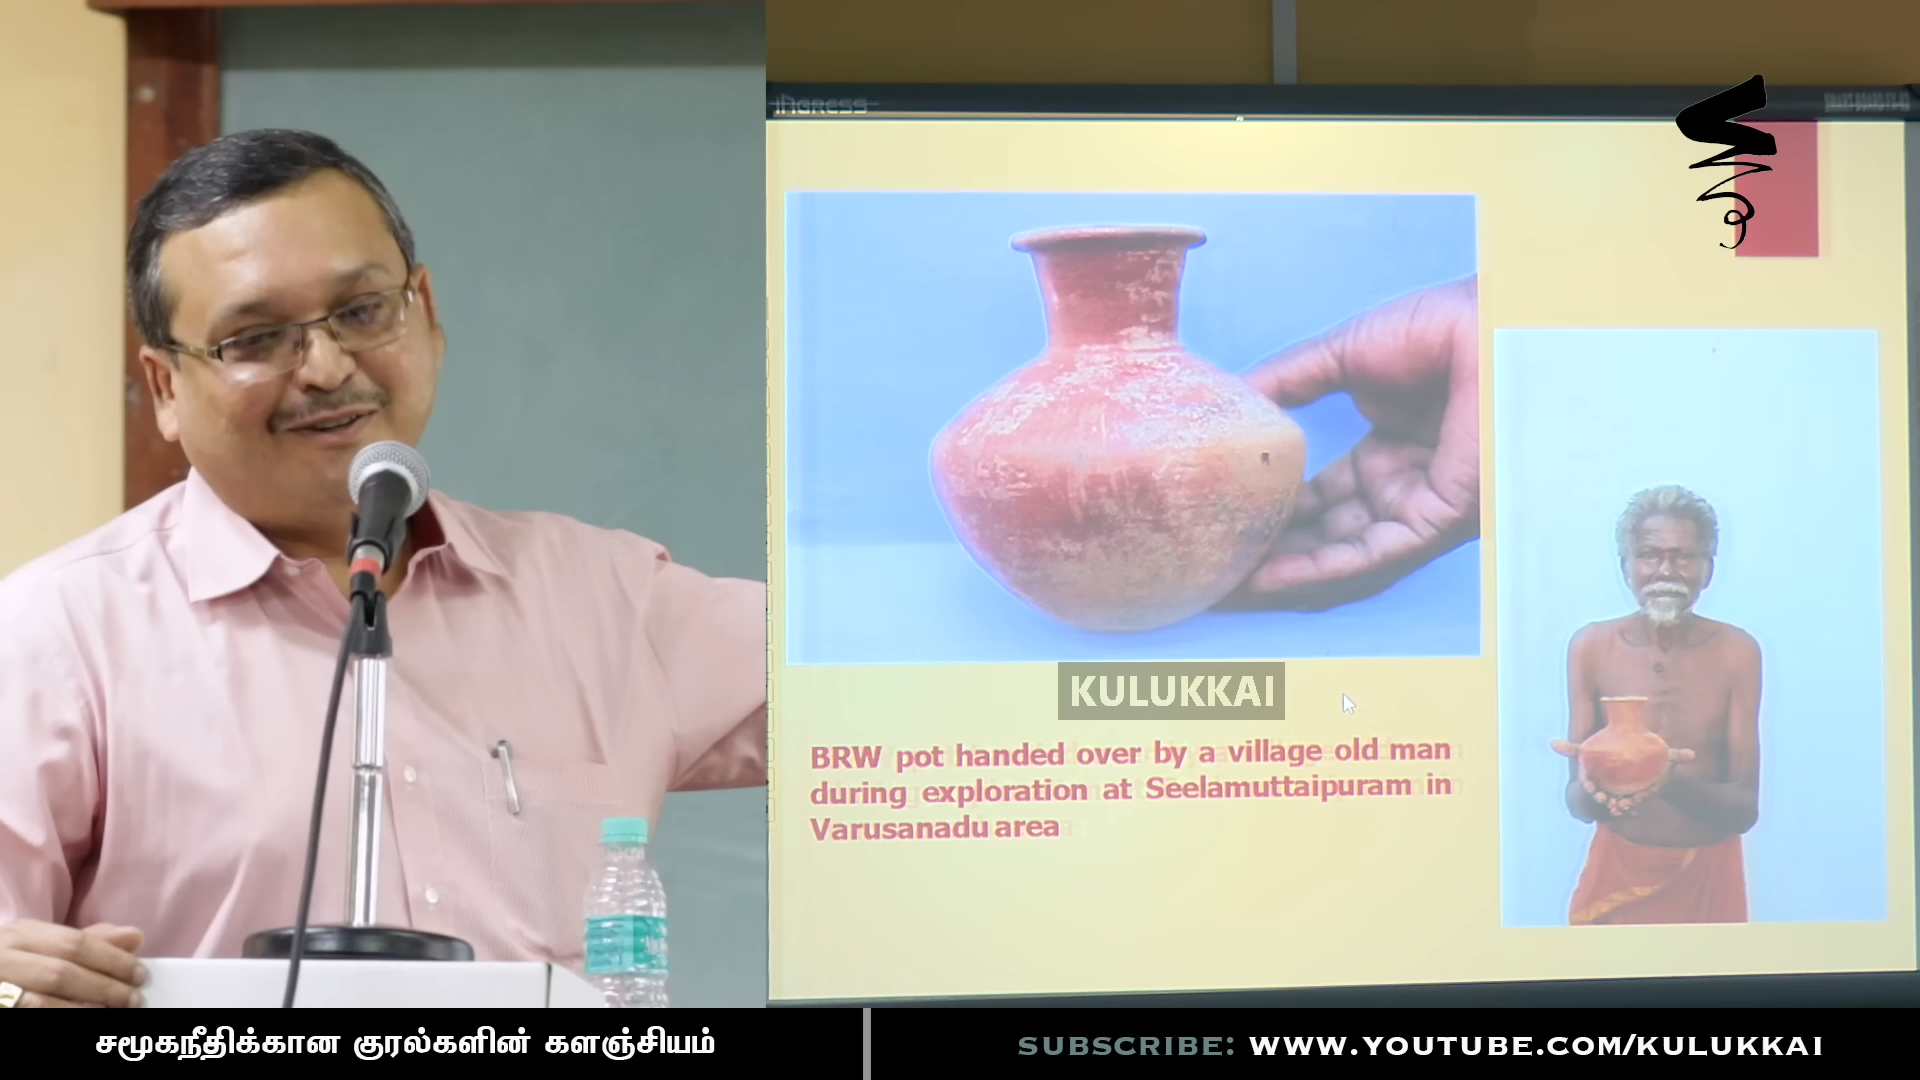 INGRESS
KULUKKAI
BRW pot handed over by a village old man
during exploration at Seelamuttaipuram in
Varusanadu area
சமூகநீதிக்கான குரல்களின் களஞ்சியம்
SUBSCRIBE: WWW.YOUTUBE.COM/KULUKKAI